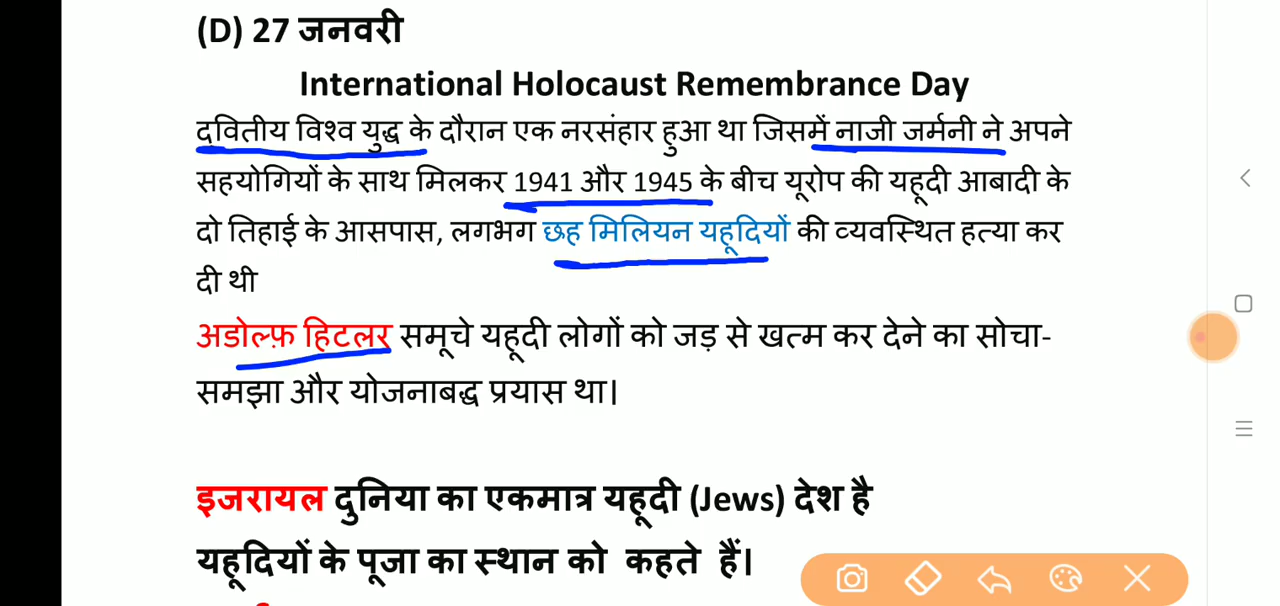 (D) 27 जनवरी
International Holocaust Remembrance Day
दवितीय विश्व युद्ध के दौरान एक नरसंहार हुआ था जिसमें नाजी जर्मनी ने अपने
सहयोगियों के साथ मिलकर 1941 और 1945 के बीच यूरोप की यहूदी आबादी के
दो तिहाई के आसपास, लगभग छह मिलियन यहूदियों की व्यवस्थित हत्या कर
दी थी
अडोल्फ़ हिटलर समूचे यहूदी लोगों को जड़ से खत्म कर देने का सोचा-
समझा और योजनाबद्ध प्रयास था।
इजरायल दुनिया का एकमात्र यहूदी (Jews) देश है
यहूदियों के पूजा का स्थान को कहते हैं।